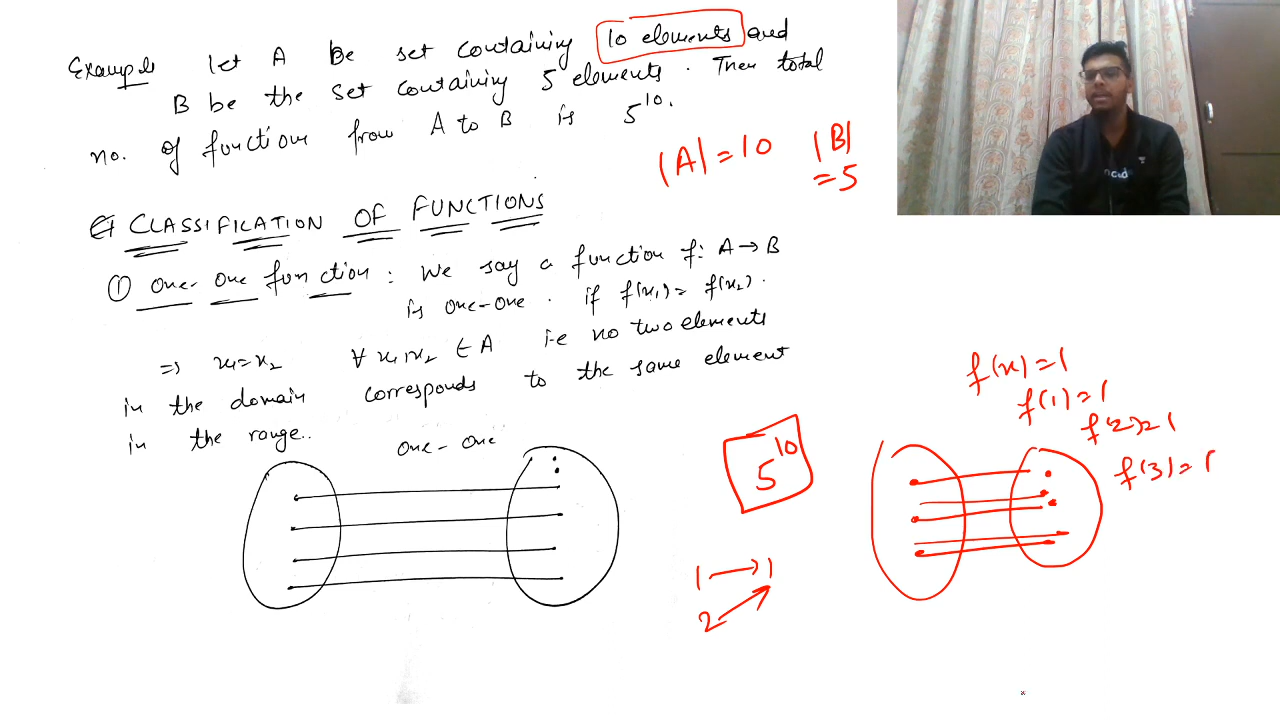 Example let A be set containing 10 elements and
B be the set containing 5 elements. Then total
no. of functions from A to B is 5^10.
|A|=10 |B|
=5
CLASSIFICATION OF FUNCTIONS
① One-One function: We say a function f: A→B
is one-one. if f(x₁)= f(x₂).
⇒ x₁=x₂ ∀ x₁,x₂ ∈ A i.e no two elements
in the domain corresponds to the same element
in the range..
One-One
5^10
f(x)=1
f(1)=1
f(2)=1
f(3)=1
1→1
2